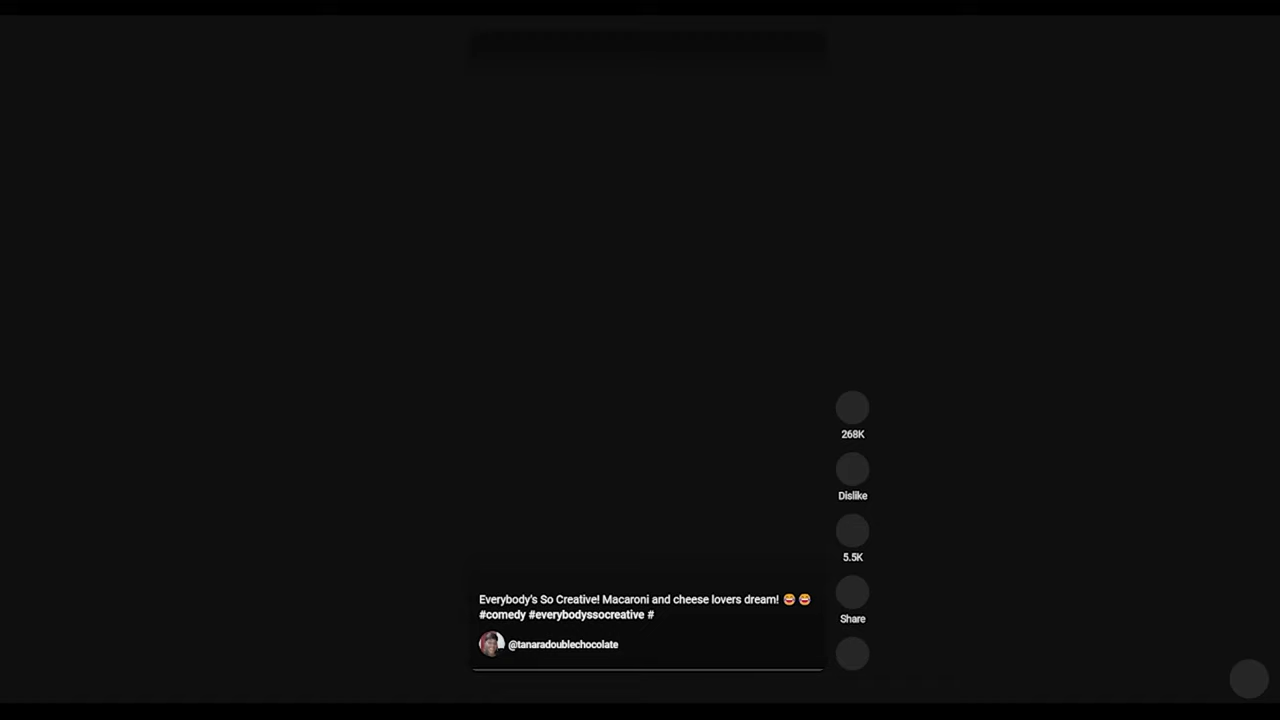 268K
Dislike
5.5K
Share
Everybody's So Creative! Macaroni and cheese lovers dream! 😂 😂
#comedy #everybodyssocreative #
@tanaradoublechocolate